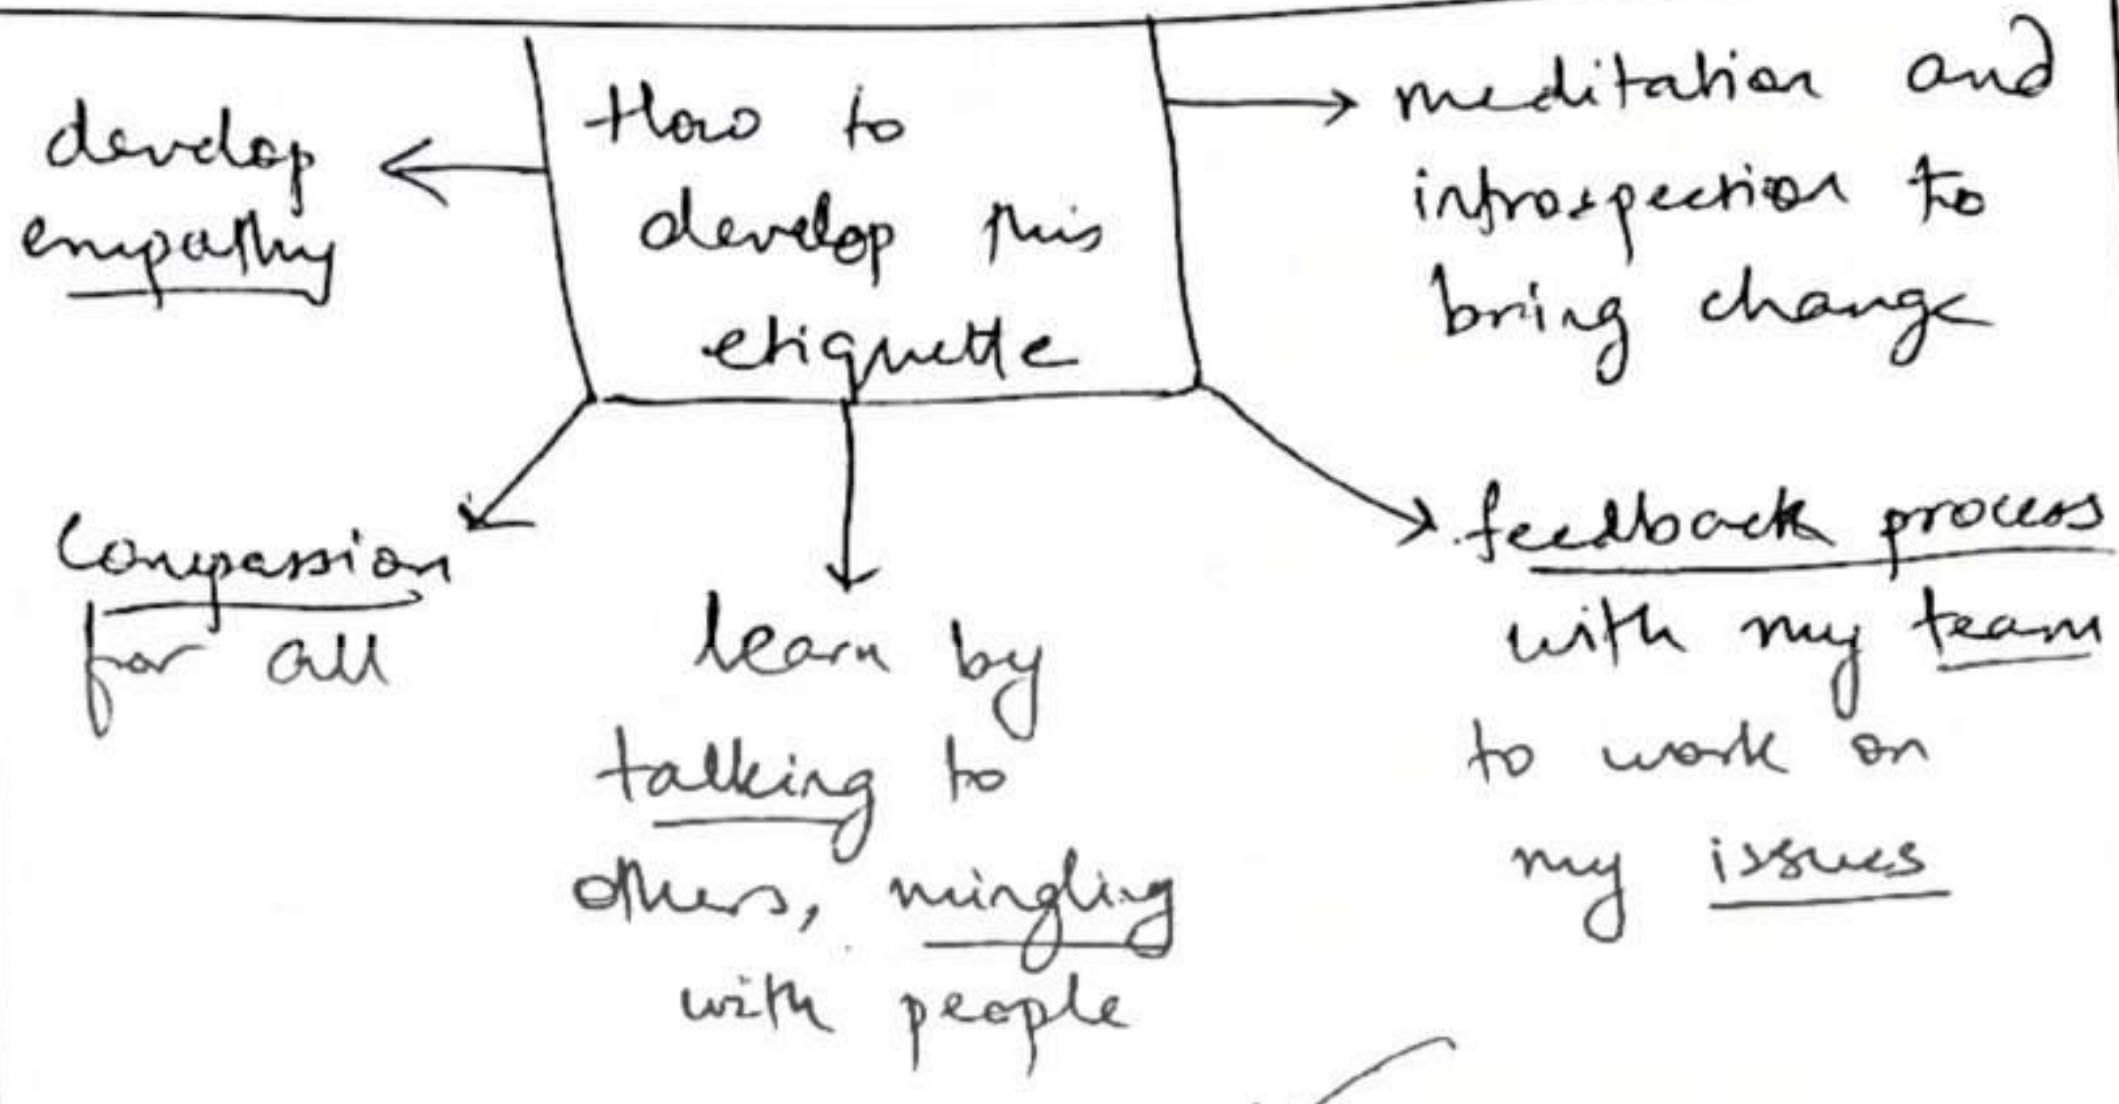 How to
develop this
etiquette
develop
empathy
Compassion
for all
learn by
talking to
others, mingling
with people
meditation and
introspection to
bring change
feedback process
with my team
to work on
my issues